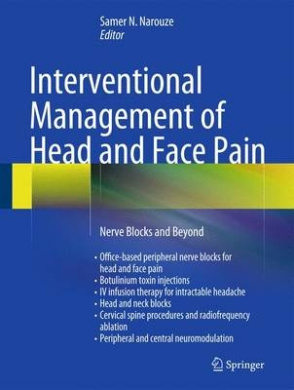 Samer N. Narouze
Editor
Interventional
Management of
Head and Face Pain
Nerve Blocks and Beyond
• Office-based peripheral nerve blocks for
head and face pain
• Botulinium toxin injections
• IV infusion therapy for intractable headache
• Head and neck blocks
• Cervical spine procedures and radiofrequency
ablation
• Peripheral and central neuromodulation
Springer